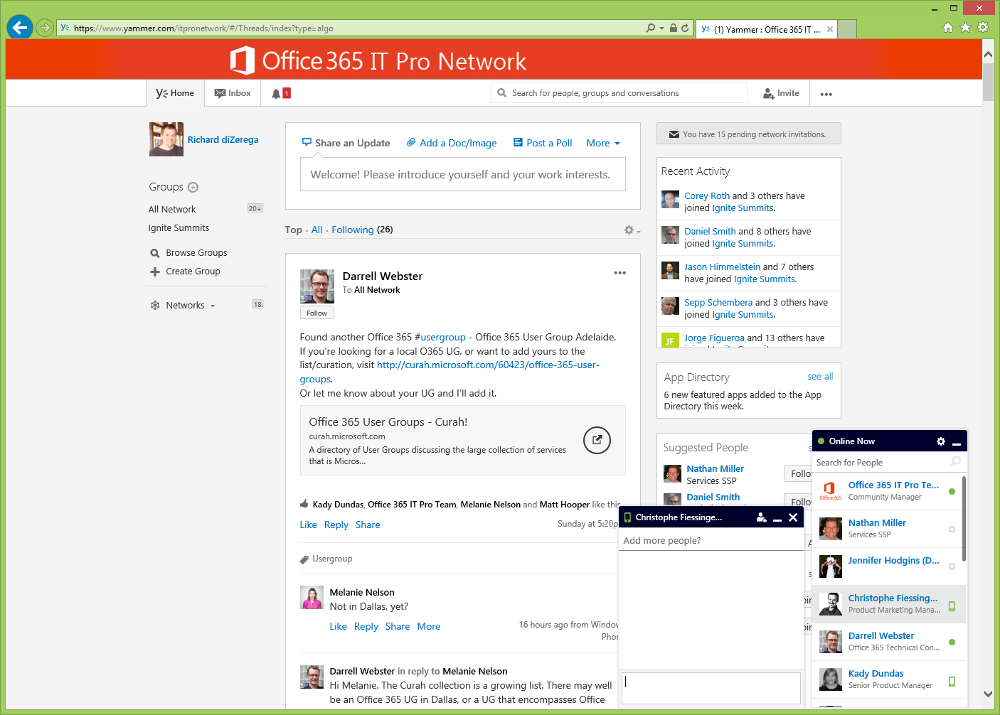 https://www.yammer.com/itpronetwork/#/Threads/index?type=algo
(1) Yammer : Office 365 IT ...
Office 365 IT Pro Network
Home
Inbox
1
Search for people, groups and conversations
Invite
Richard diZerega
Groups
All Network 20+
Ignite Summits
Browse Groups
Create Group
Networks 18
Share an Update
Add a Doc/Image
Post a Poll
More
Welcome! Please introduce yourself and your work interests.
Top · All · Following (26)
Darrell Webster
To All Network
Follow
Found another Office 365 #usergroup - Office 365 User Group Adelaide.
If you're looking for a local O365 UG, or want to add yours to the
list/curation, visit http://curah.microsoft.com/60423/office-365-user-
groups.
Or let me know about your UG and I'll add it.
Office 365 User Groups - Curah!
curah.microsoft.com
A directory of User Groups discussing the large collection of services
that is Micros...
Kady Dundas, Office 365 IT Pro Team, Melanie Nelson and Matt Hooper like this
Like Reply Share
Sunday at 5:20p
Usergroup
Melanie Nelson
Not in Dallas, yet?
Like Reply Share More
16 hours ago from Window
Phon
Darrell Webster in reply to Melanie Nelson
Hi Melanie. The Curah collection is a growing list. There may well
be an Office 365 UG in Dallas, or a UG that encompasses Office
You have 15 pending network invitations.
Recent Activity
Corey Roth and 3 others have
joined Ignite Summits.
Daniel Smith and 8 others have
joined Ignite Summits.
Jason Himmelstein and 7 others
have joined Ignite Summits.
Sepp Schembera and 3 others have
joined Ignite Summits.
JF
Jorge Figueroa and 13 others have
joined Ignite Summits
App Directory
see all
6 new featured apps added to the App
Directory this week.
Suggested People
s
Nathan Miller
Services SSP
Follo
Daniel Smith
Follo
Christophe Fiessinge...
Add more people?
Online Now
Search for People
Office 365
Office 365 IT Pro Te...
Community Manager
Nathan Miller
Services SSP
Jennifer Hodgins (D...
Christophe Fiessing...
Product Marketing Mana...
Darrell Webster
Office 365 Technical Con...
Kady Dundas
Senior Product Manager